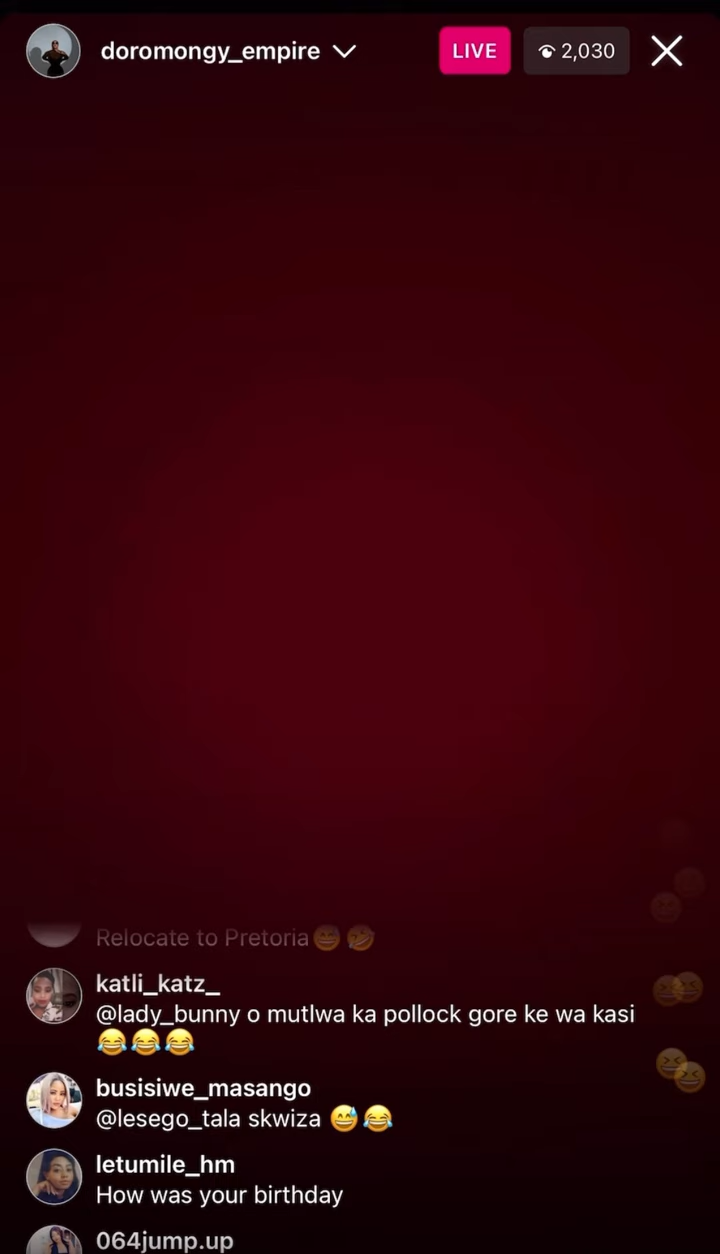 doromongy_empire
LIVE
2,030
Relocate to Pretoria😅🤣
katli_katz_
@lady_bunny o mutlwa ka pollock gore ke wa kasi
😂😂😂
busisiwe_masango
@lesego_tala skwiza 😅😂
letumile_hm
How was your birthday
064jump.up